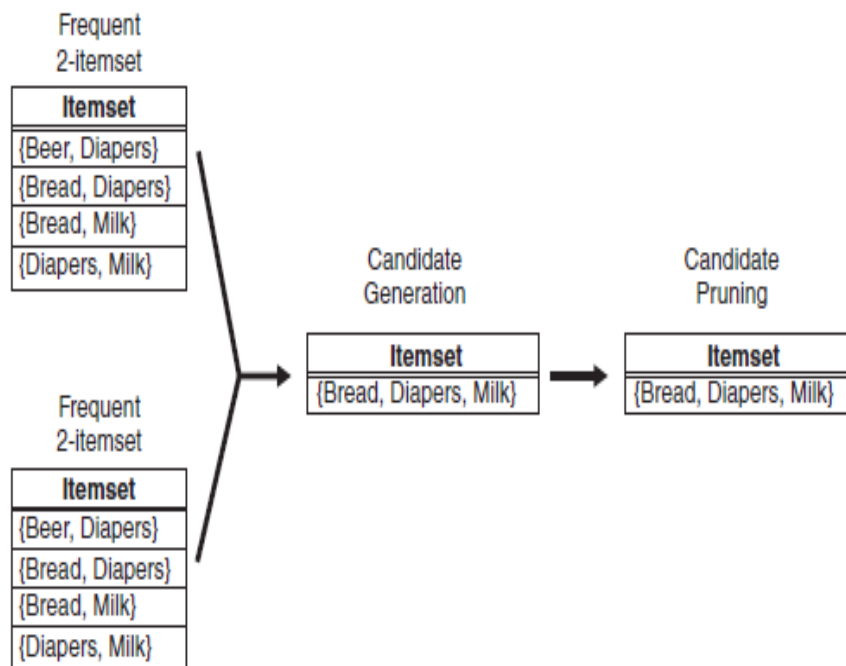 Frequent
2-itemset
Itemset
{Beer, Diapers}
{Bread, Diapers}
{Bread, Milk}
{Diapers, Milk}
Candidate
Generation
Itemset
{Bread, Diapers, Milk}
Candidate
Pruning
Itemset
{Bread, Diapers, Milk}
Frequent
2-itemset
Itemset
{Beer, Diapers}
{Bread, Diapers}
{Bread, Milk}
{Diapers, Milk}